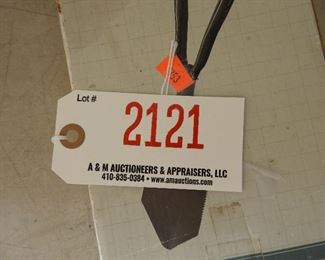 Lot #
2121
A & M AUCTIONEERS & APPRAISERS, LLC
410-835-0384 • www.amauctions.com